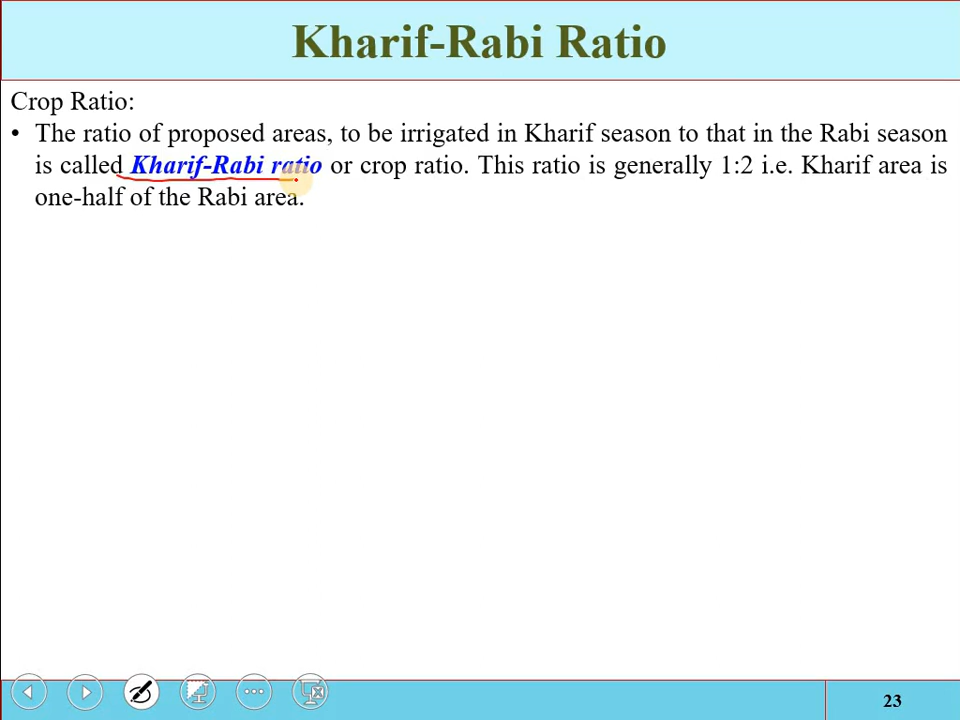 Kharif-Rabi Ratio
Crop Ratio:
• The ratio of proposed areas, to be irrigated in Kharif season to that in the Rabi season
is called Kharif-Rabi ratio or crop ratio. This ratio is generally 1:2 i.e. Kharif area is
one-half of the Rabi area.
23